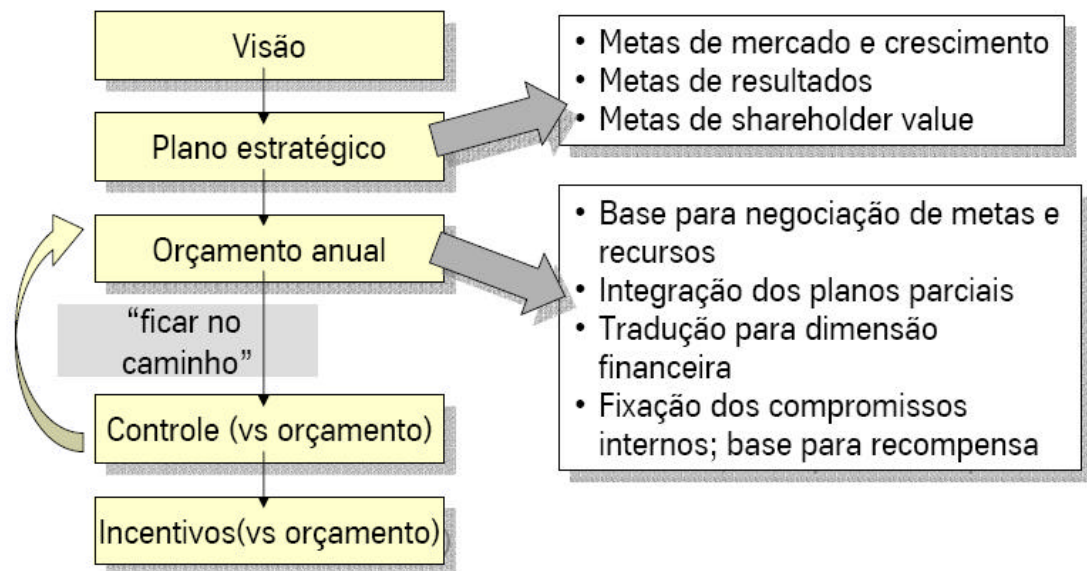 Visão
Plano estratégico
Orçamento anual
“ficar no
caminho”
Controle (vs orçamento)
Incentivos(vs orçamento)
• Metas de mercado e crescimento
• Metas de resultados
• Metas de shareholder value
• Base para negociação de metas e
recursos
• Integração dos planos parciais
• Tradução para dimensão
financeira
• Fixação dos compromissos
internos; base para recompensa